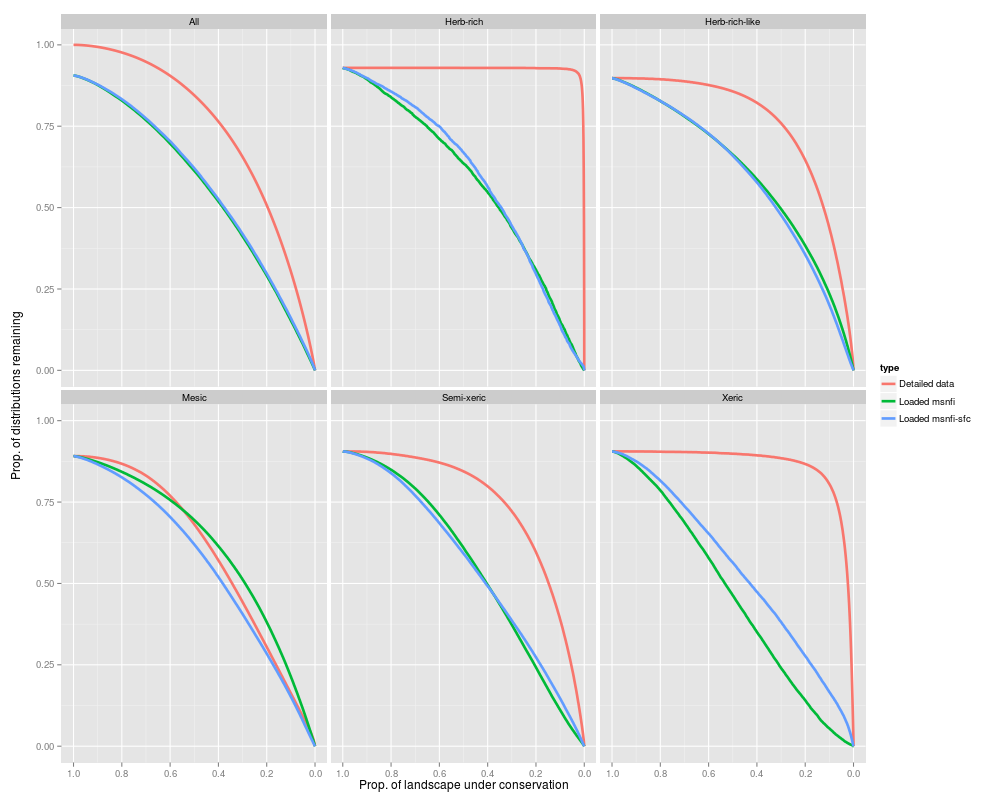 All
Herb-rich
Herb-rich-like
1.00
0.75
0.50
0.25
0.00
Mesic
Semi-xeric
Xeric
1.00
0.75
0.50
0.25
0.00
1.0 0.8 0.6 0.4 0.2 0.0
1.0 0.8 0.6 0.4 0.2 0.0
1.0 0.8 0.6 0.4 0.2 0.0
Prop. of landscape under conservation
Prop. of distributions remaining
type
Detailed data
Loaded msnfi
Loaded msnfi-sfc